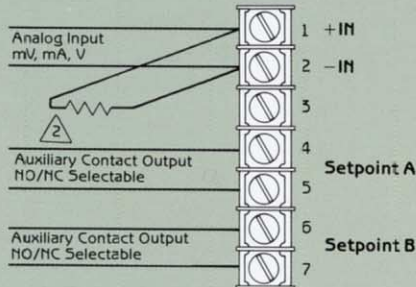 Analog Input
mV, mA, V
1 +IN
2 −IN
3
2
Auxiliary Contact Output
NO/NC Selectable
4
5
Setpoint A
Auxiliary Contact Output
NO/NC Selectable
6
7
Setpoint B